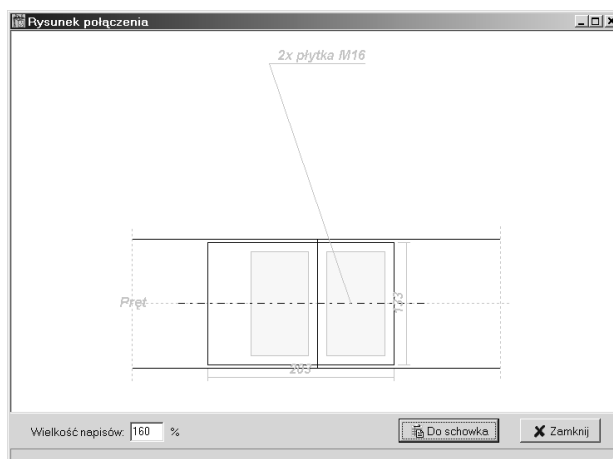 Rysunek połączenia
2x płytka M16
Pręt
Wielkość napisów: 160 %
Do schowka
Zamknij